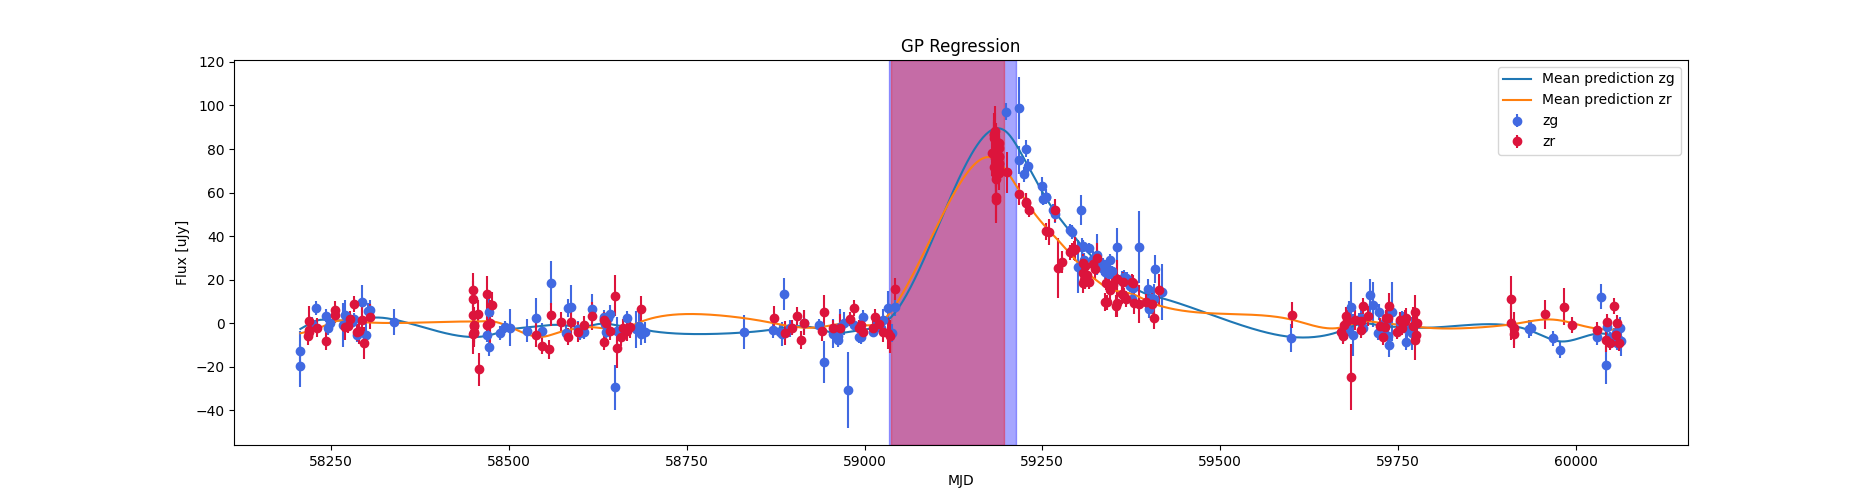 GP Regression
120
100
80
60
40
20
0
−20
−40
Flux [uJy]
58250 58500 58750 59000 59250 59500 59750 60000
MJD
Mean prediction zg
Mean prediction zr
zg
zr